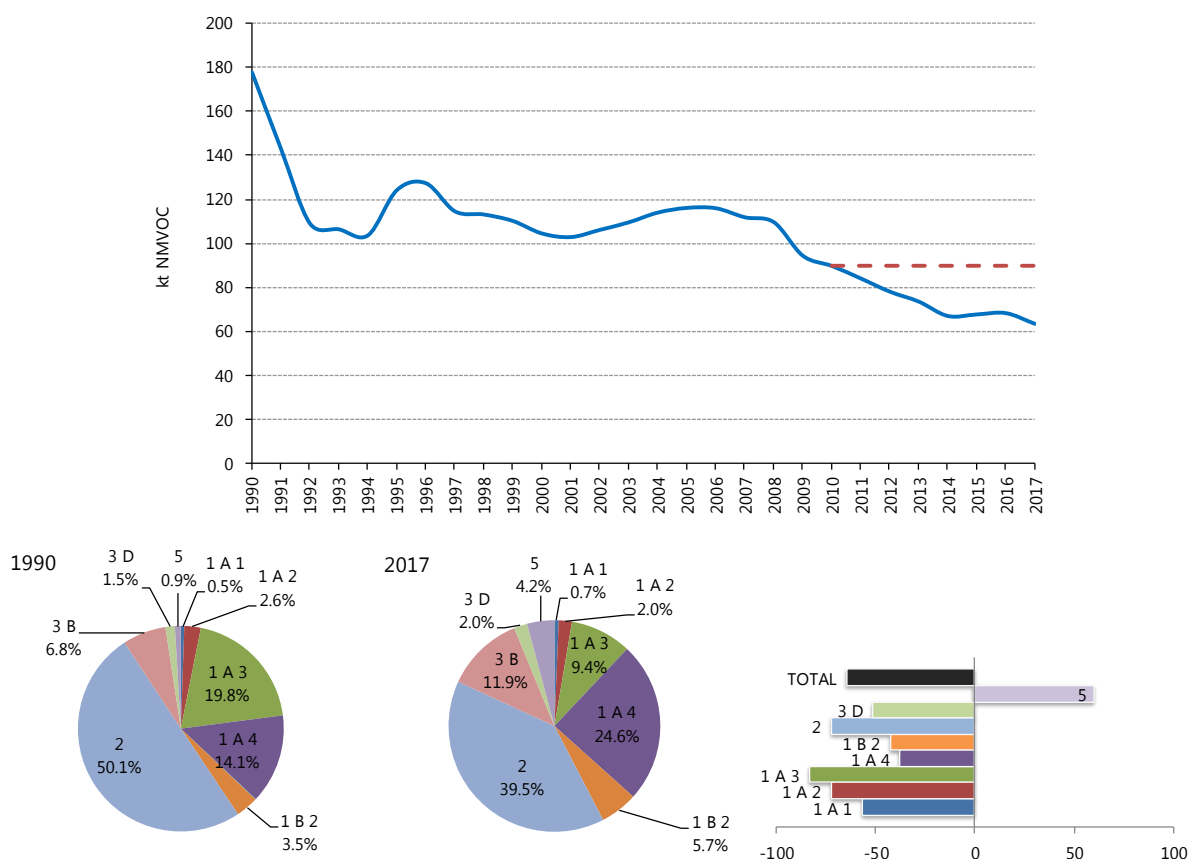 200
180
160
140
120
100
80
60
40
20
0
kt NMVOC
1990 1991 1992 1993 1994 1995 1996 1997 1998 1999 2000 2001 2002 2003 2004 2005 2006 2007 2008 2009 2010 2011 2012 2013 2014 2015 2016 2017
1990
3 D
1.5%
5
0.9%
1 A 1
0.5%
1 A 2
2.6%
3 B
6.8%
1 A 3
19.8%
1 A 4
14.1%
2
50.1%
1 B 2
3.5%
2017
5
4.2%
1 A 1
0.7%
1 A 2
2.0%
3 D
2.0%
3 B
11.9%
1 A 3
9.4%
1 A 4
24.6%
2
39.5%
1 B 2
5.7%
TOTAL
5
3 D
2
1 B 2
1 A 4
1 A 3
1 A 2
1 A 1
-100 -50 0 50 100